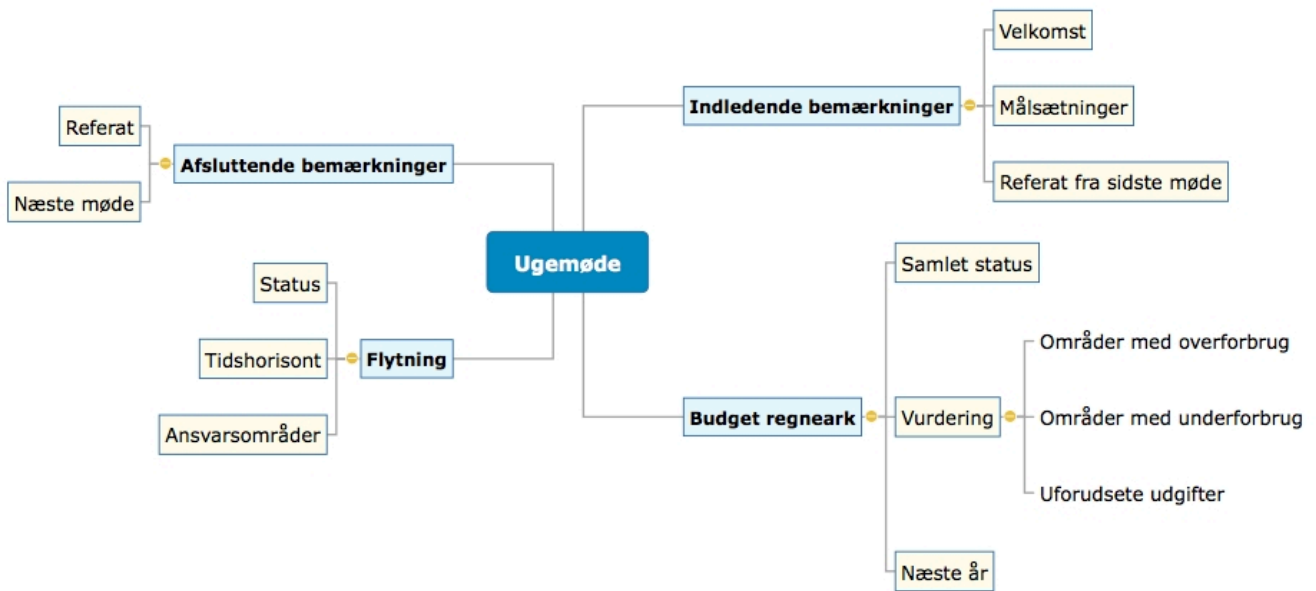 Ugemøde
Indledende bemærkninger
Velkomst
Målsætninger
Referat fra sidste møde
Budget regneark
Samlet status
Vurdering
Områder med overforbrug
Områder med underforbrug
Uforudsete udgifter
Næste år
Flytning
Status
Tidshorisont
Ansvarsområder
Afsluttende bemærkninger
Referat
Næste møde